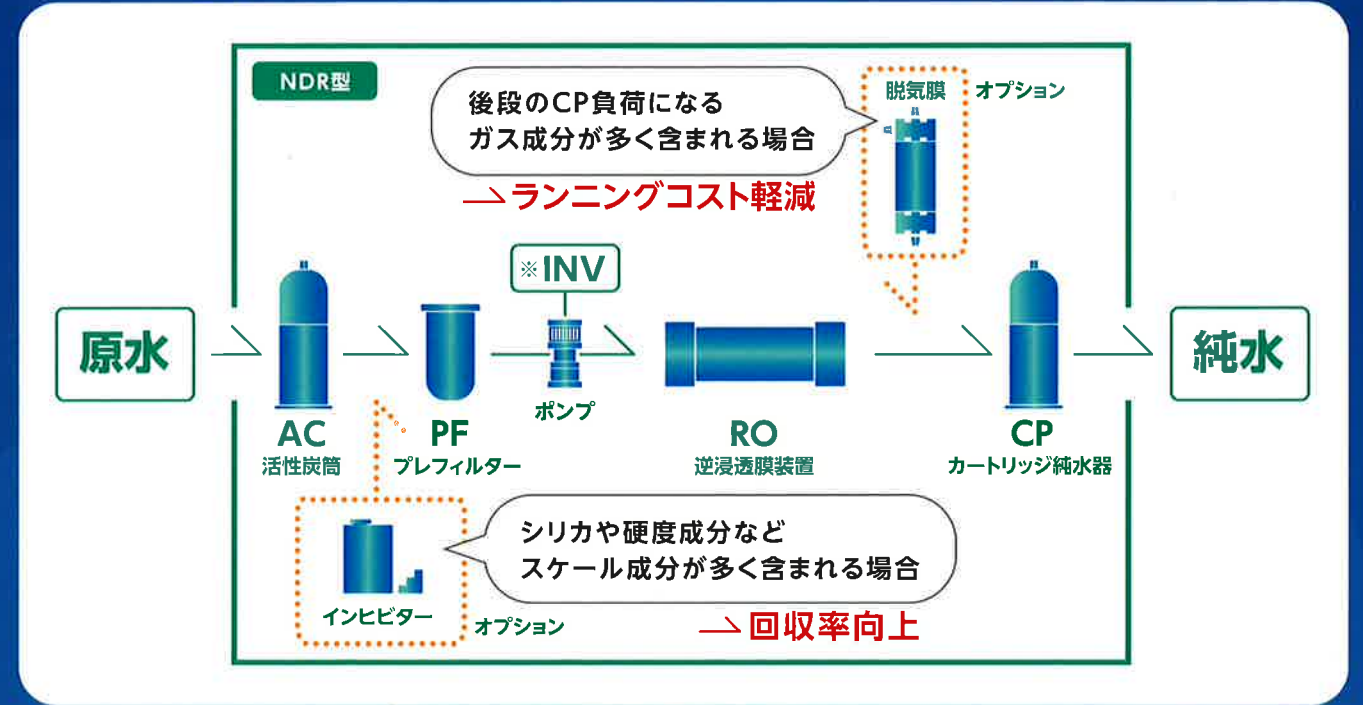 NDR型
後段のCP負荷になる
ガス成分が多く含まれる場合
ランニングコスト軽減
脱気膜
オプション
※INV
原水
純水
ポンプ
AC
活性炭筒
PF
プレフィルター
RO
逆浸透膜装置
CP
カートリッジ純水器
シリカや硬度成分など
スケール成分が多く含まれる場合
回収率向上
インヒビター
オプション